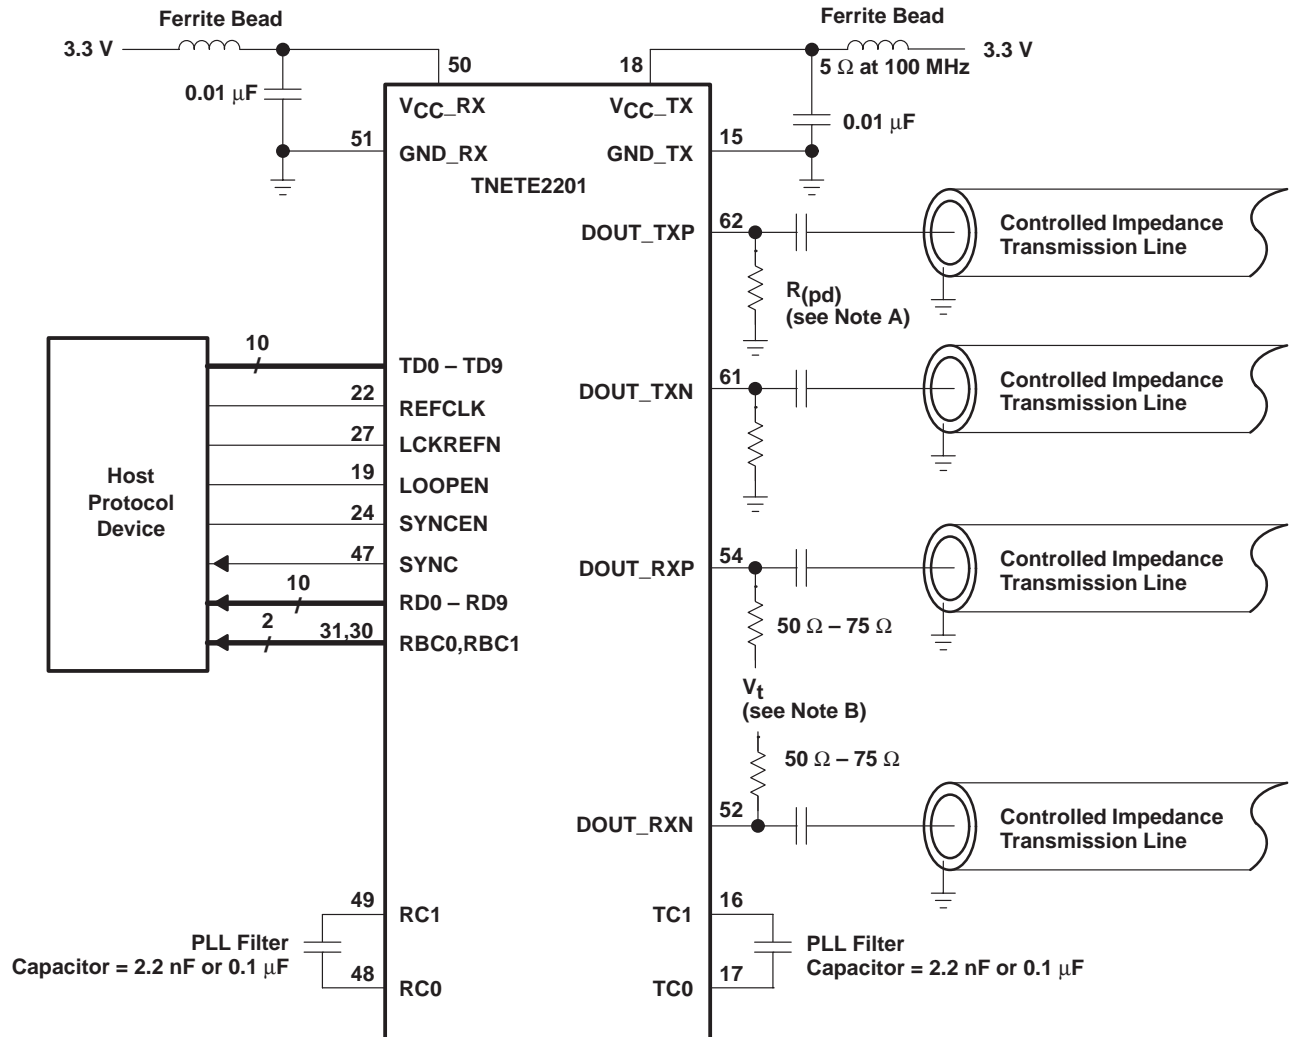 Ferrite Bead
3.3 V
0.01 μF
50
VCC_RX
51
GND_RX
Ferrite Bead
3.3 V
5 Ω at 100 MHz
18
VCC_TX
0.01 μF
15
GND_TX
TNETE2201
DOUT_TXP
62
R(pd)
(see Note A)
Controlled Impedance
Transmission Line
DOUT_TXN
61
Controlled Impedance
Transmission Line
Host
Protocol
Device
10
TD0 – TD9
22
REFCLK
27
LCKREFN
19
LOOPEN
24
SYNCEN
47
SYNC
10
RD0 – RD9
2
31,30
RBC0,RBC1
DOUT_RXP
54
50 Ω – 75 Ω
Controlled Impedance
Transmission Line
Vt
(see Note B)
50 Ω – 75 Ω
DOUT_RXN
52
Controlled Impedance
Transmission Line
49
RC1
PLL Filter
Capacitor = 2.2 nF or 0.1 μF
48
RC0
TC1
16
PLL Filter
Capacitor = 2.2 nF or 0.1 μF
TC0
17